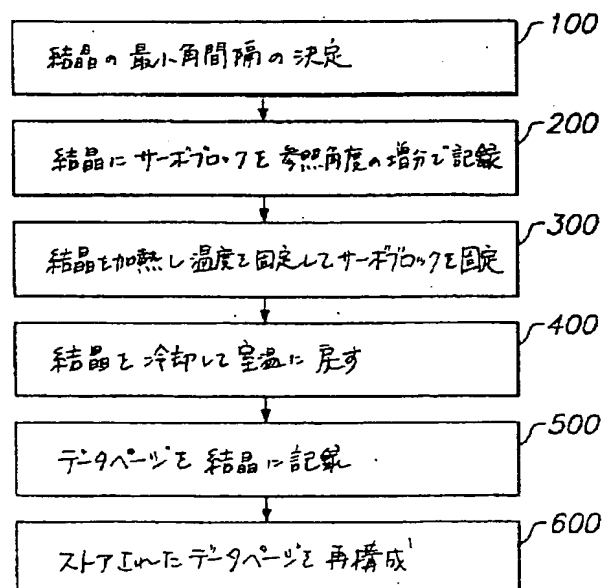 100
結晶の最小角間隔の決定
200
結晶にサーボブロックを参照角度の増分で記録
300
結晶を加熱し温度を固定してサーボブロックを固定
400
結晶を冷却して室温に戻す
500
データページを結晶に記録
600
ストアされたデータページを再構成